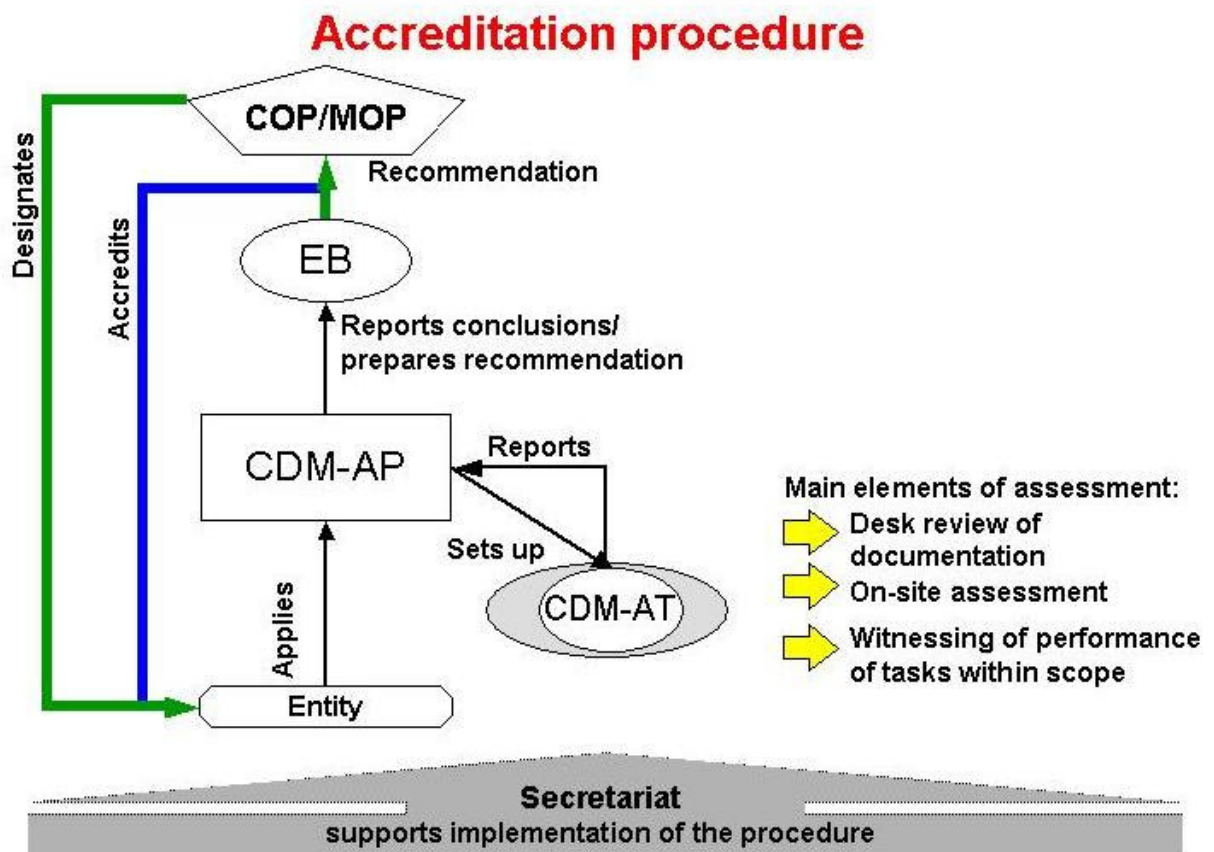 Accreditation procedure
COP/MOP
Recommendation
Designates
Accredits
EB
Reports conclusions/
prepares recommendation
CDM-AP
Reports
Sets up
CDM-AT
Applies
Entity
Main elements of assessment:
Desk review of
documentation
On-site assessment
Witnessing of performance
of tasks within scope
Secretariat
supports implementation of the procedure